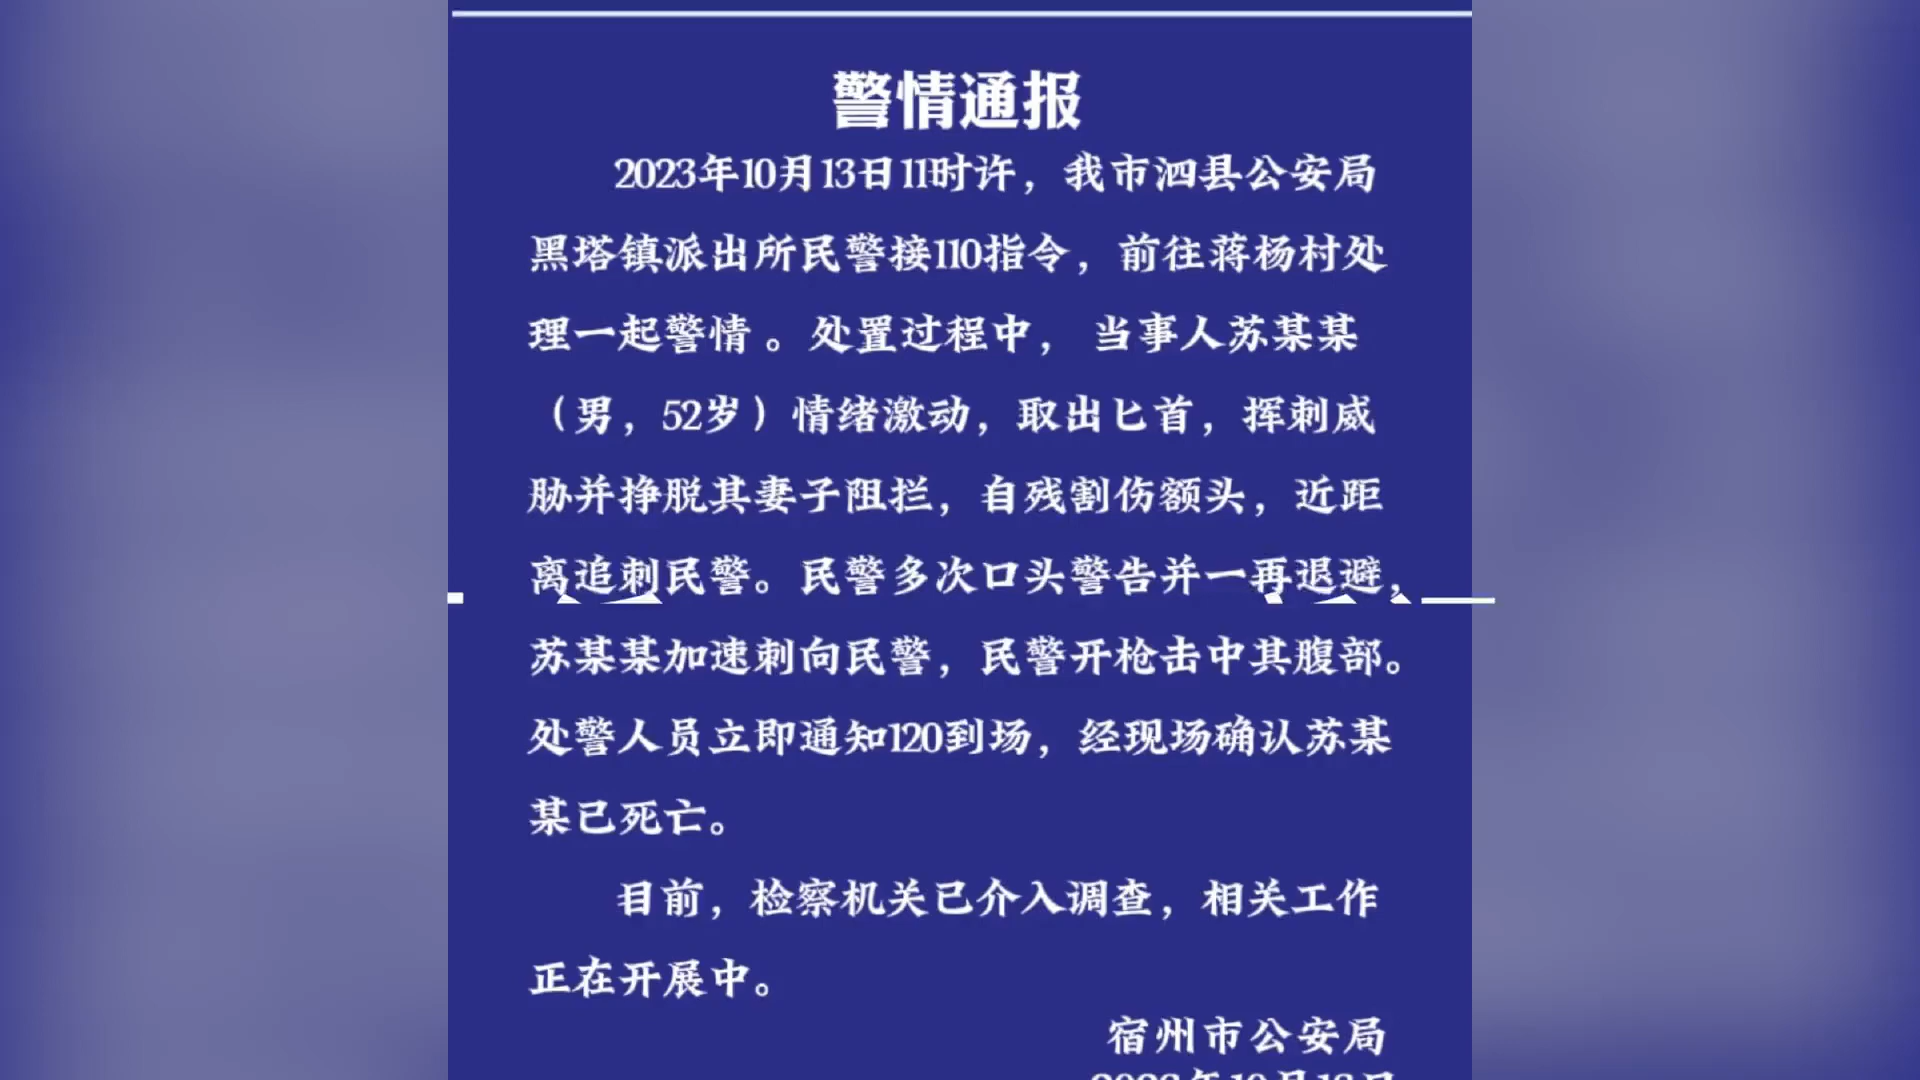 警情通报
2023年10月13日11时许，我市泗县公安局
黑塔镇派出所民警接110指令，前往蒋杨村处
理一起警情。处置过程中，当事人苏某某
（男，52岁）情绪激动，取出匕首，挥刺威
胁并挣脱其妻子阻拦，自残割伤额头，近距
离追刺民警。民警多次口头警告并一再退避，
苏某某加速刺向民警，民警开枪击中其腹部。
处警人员立即通知120到场，经现场确认苏某
某已死亡。
目前，检察机关已介入调查，相关工作
正在开展中。
宿州市公安局